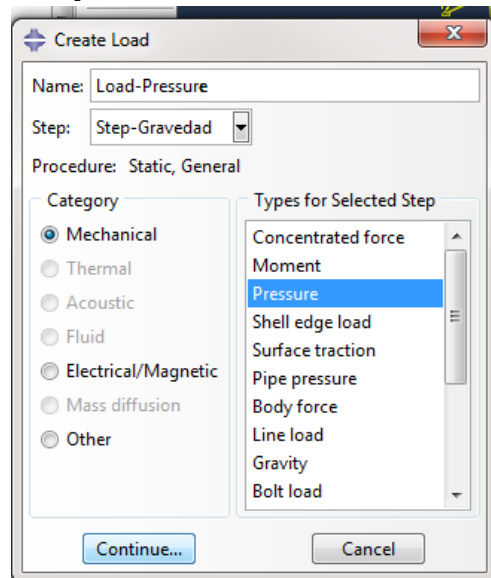 Create Load
Name: Load-Pressure
Step: Step-Gravedad
Procedure: Static, General
Category
Mechanical
Thermal
Acoustic
Fluid
Electrical/Magnetic
Mass diffusion
Other
Types for Selected Step
Concentrated force
Moment
Pressure
Shell edge load
Surface traction
Pipe pressure
Body force
Line load
Gravity
Bolt load
Continue...
Cancel